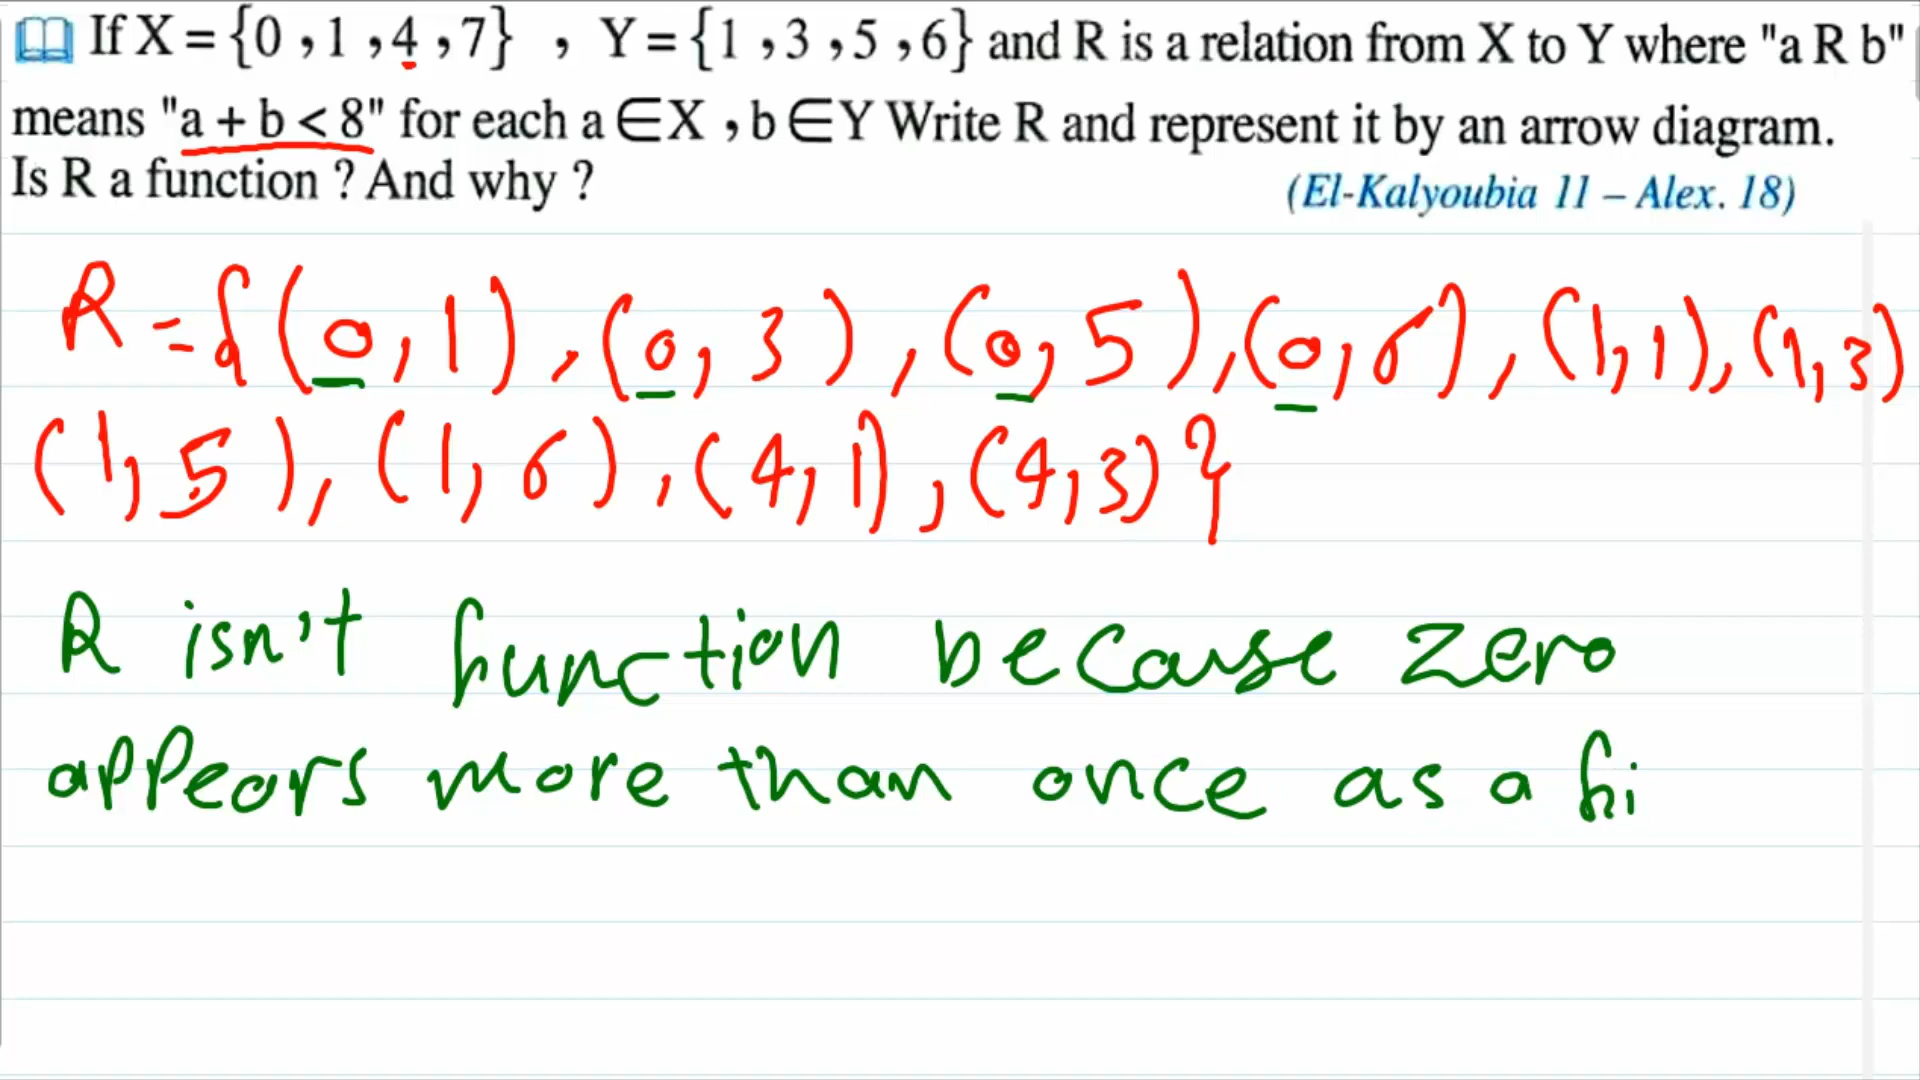 If X = {0 , 1 , 4 , 7} , Y = {1 , 3 , 5 , 6} and R is a relation from X to Y where "a R b"
means "a + b < 8" for each a ∈ X , b ∈ Y Write R and represent it by an arrow diagram.
Is R a function ? And why ?
(El-Kalyoubia 11 – Alex. 18)
R = {(0,1), (0,3), (0,5), (0,6), (1,1), (1,3)
(1,5), (1,6), (4,1), (4,3)}
R isn't function because zero
appears more than once as a fi